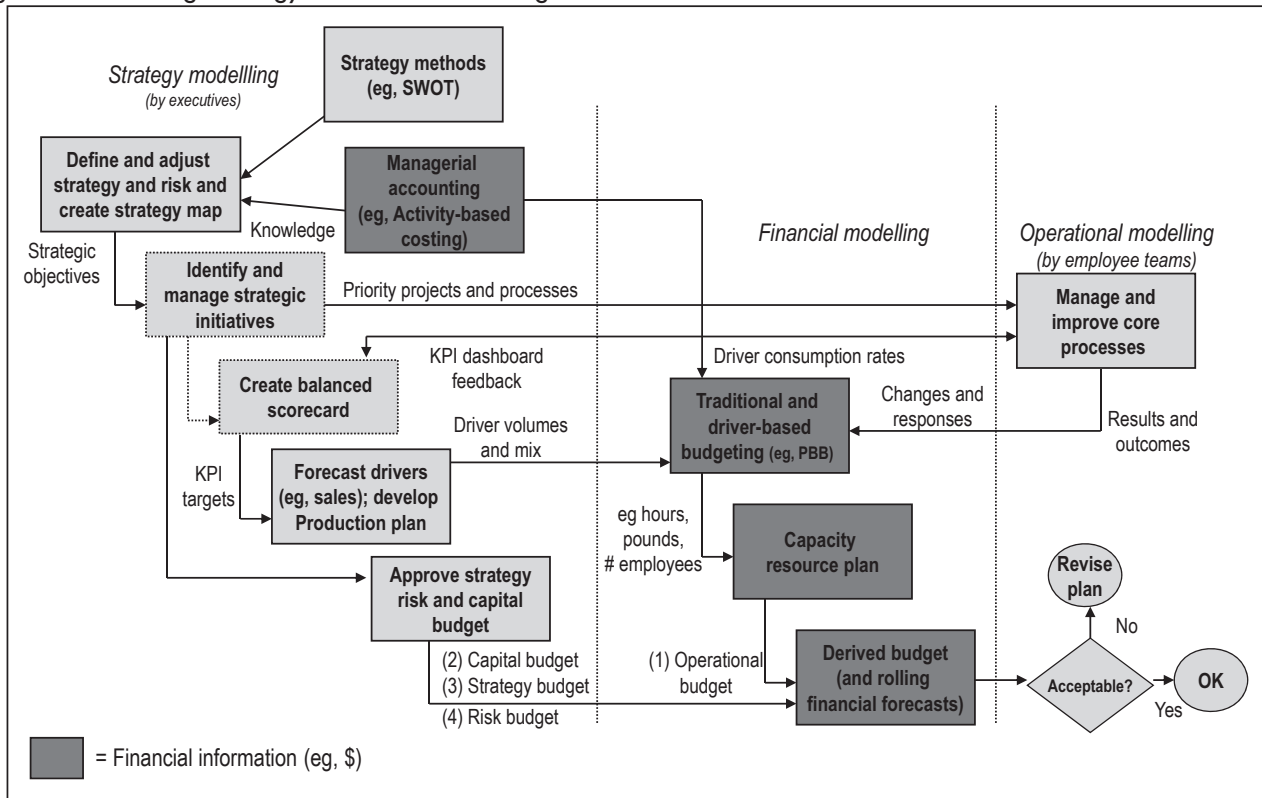 Strategy modellling
(by executives)
Strategy methods
(eg, SWOT)
Define and adjust
strategy and risk and
create strategy map
Managerial
accounting
(eg, Activity-based
costing)
Knowledge
Financial modelling
Operational modelling
(by employee teams)
Strategic
objectives
Identify and
manage strategic
initiatives
Priority projects and processes
Manage and
improve core
processes
KPI dashboard
feedback
Driver consumption rates
Create balanced
scorecard
Traditional and
driver-based
budgeting (eg, PBB)
Changes and
responses
Results and
outcomes
Driver volumes
and mix
KPI
targets
Forecast drivers
(eg, sales); develop
Production plan
eg hours,
pounds,
# employees
Capacity
resource plan
Approve strategy
risk and capital
budget
Revise
plan
No
(2) Capital budget
(3) Strategy budget
(4) Risk budget
(1) Operational
budget
Derived budget
(and rolling
financial forecasts)
Acceptable?
Yes
OK
= Financial information (eg, $)